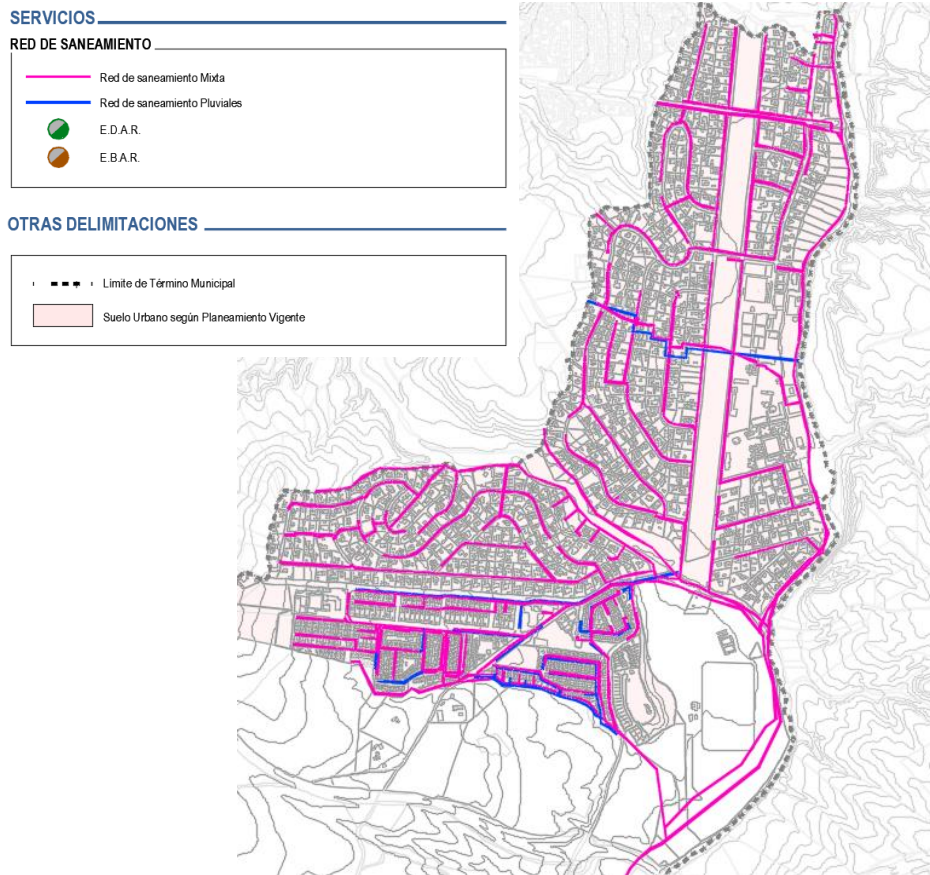 SERVICIOS
RED DE SANEAMIENTO
Red de saneamiento Mixta
Red de saneamiento Pluviales
E.D.A.R.
E.B.A.R.
OTRAS DELIMITACIONES
Límite de Término Municipal
Suelo Urbano según Planeamiento Vigente